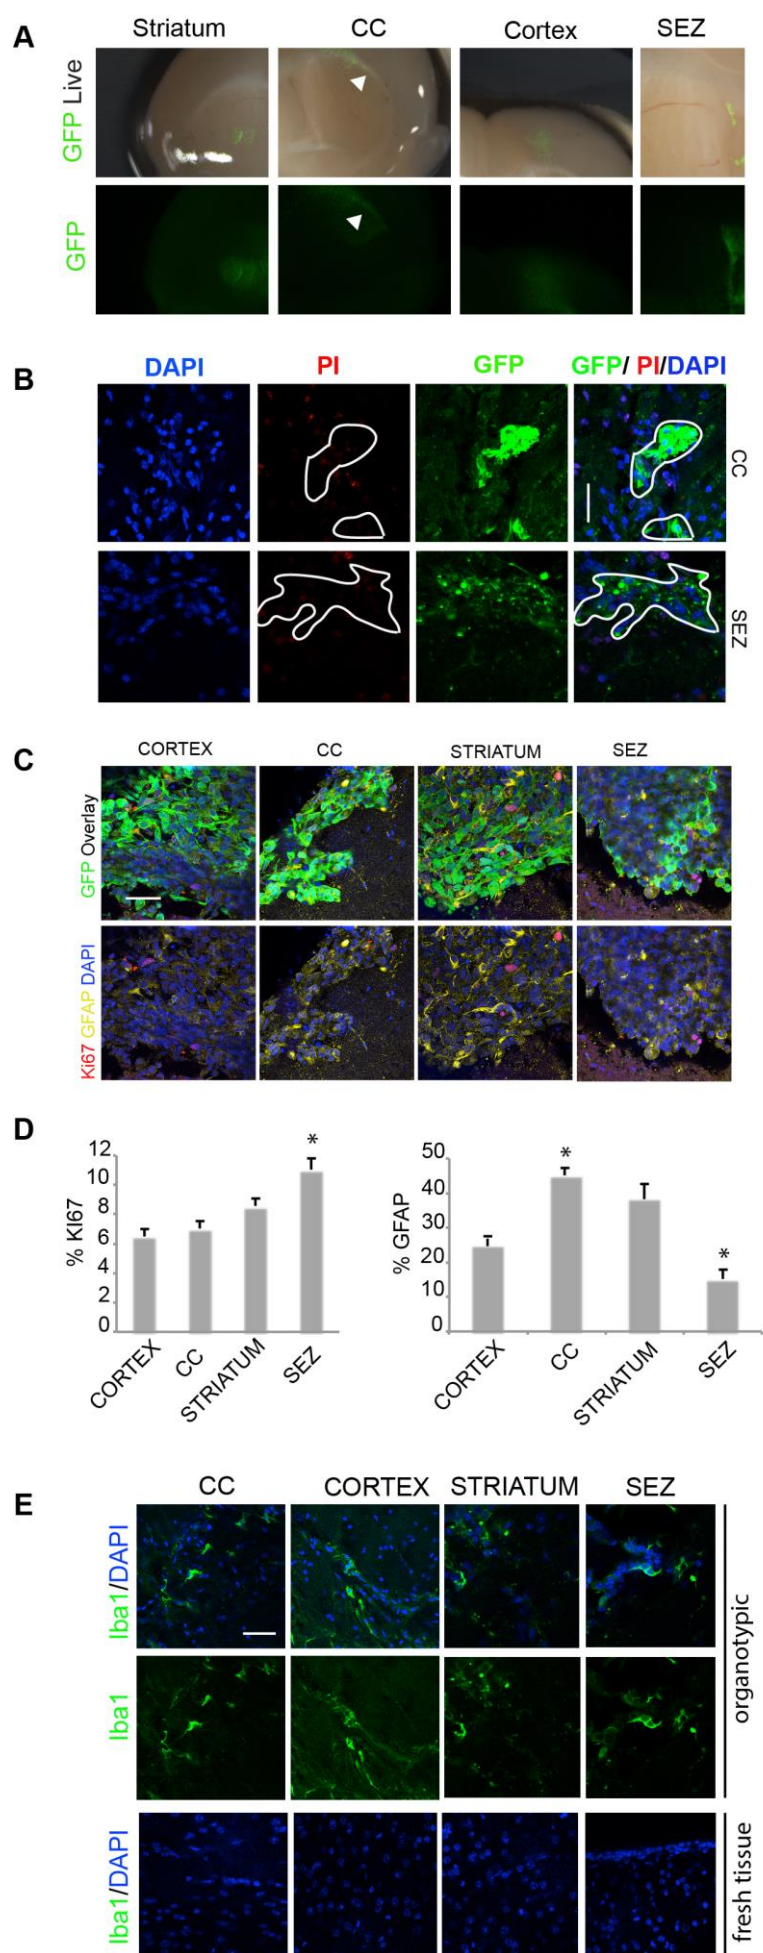 A
Striatum CC Cortex SEZ
GFP Live
GFP
B
DAPI PI GFP GFP/ PI/DAPI
CC
SEZ
C
CORTEX CC STRIATUM SEZ
GFP Overlay
Ki67 GFAP DAPI
D
% KI67
12
10
8
6
4
2
0
*
CORTEX
CC
STRIATUM
SEZ
% GFAP
50
40
30
20
10
0
*
*
CORTEX
CC
STRIATUM
SEZ
E
CC CORTEX STRIATUM SEZ
Iba1/DAPI
Iba1
organotypic
Iba1/DAPI
fresh tissue